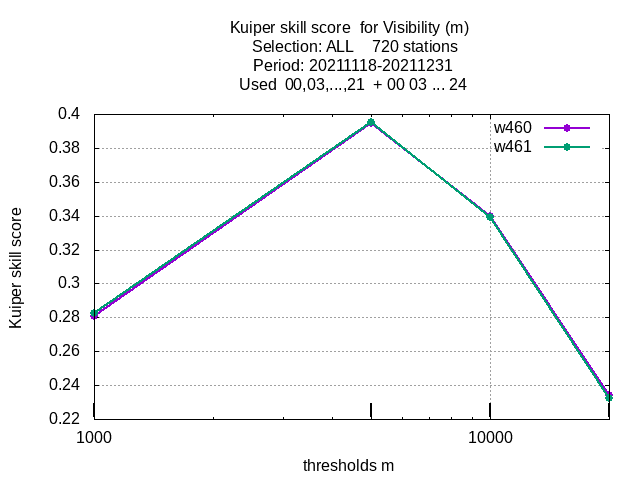 Kuiper skill score  for Visibility (m)
Selection: ALL    720 stations
Period: 20211118-20211231
Used  00,03,...,21  + 00 03 ... 24
w460
w461
0.4
0.38
0.36
0.34
0.32
0.3
0.28
0.26
0.24
0.22
Kuiper skill score
1000
10000
thresholds m